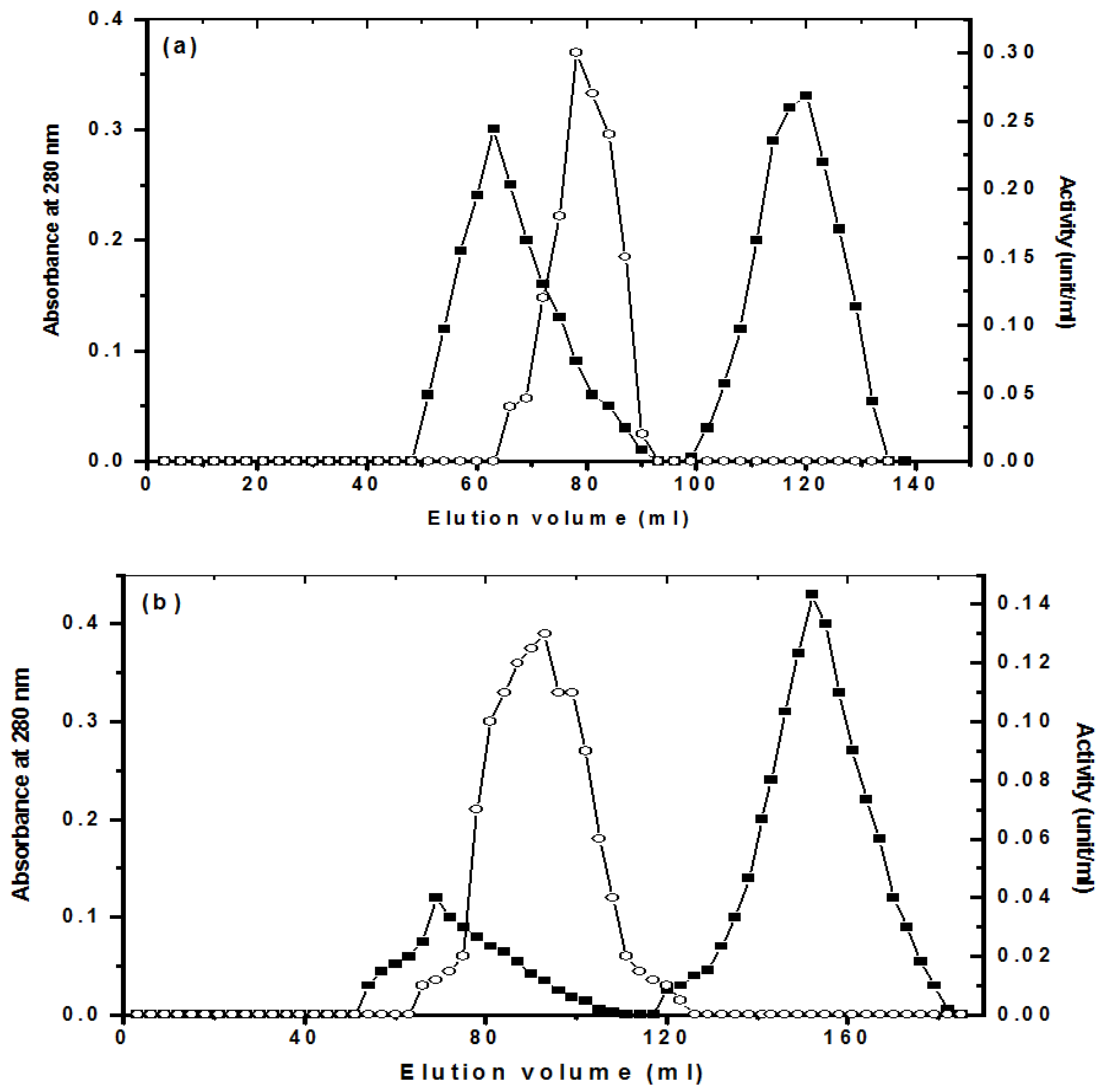 (a)
0.4
0.3
0.2
0.1
0.0
Absorbance at 280 nm
0.30
0.25
0.20
0.15
0.10
0.05
0.00
Activity (unit/ml)
0 20 40 60 80 100 120 140
Elution volume (ml)
(b)
0.4
0.3
0.2
0.1
0.0
Absorbance at 280 nm
0.14
0.12
0.10
0.08
0.06
0.04
0.02
0.00
Activity (unit/ml)
0 40 80 120 160
Elution volume (ml)